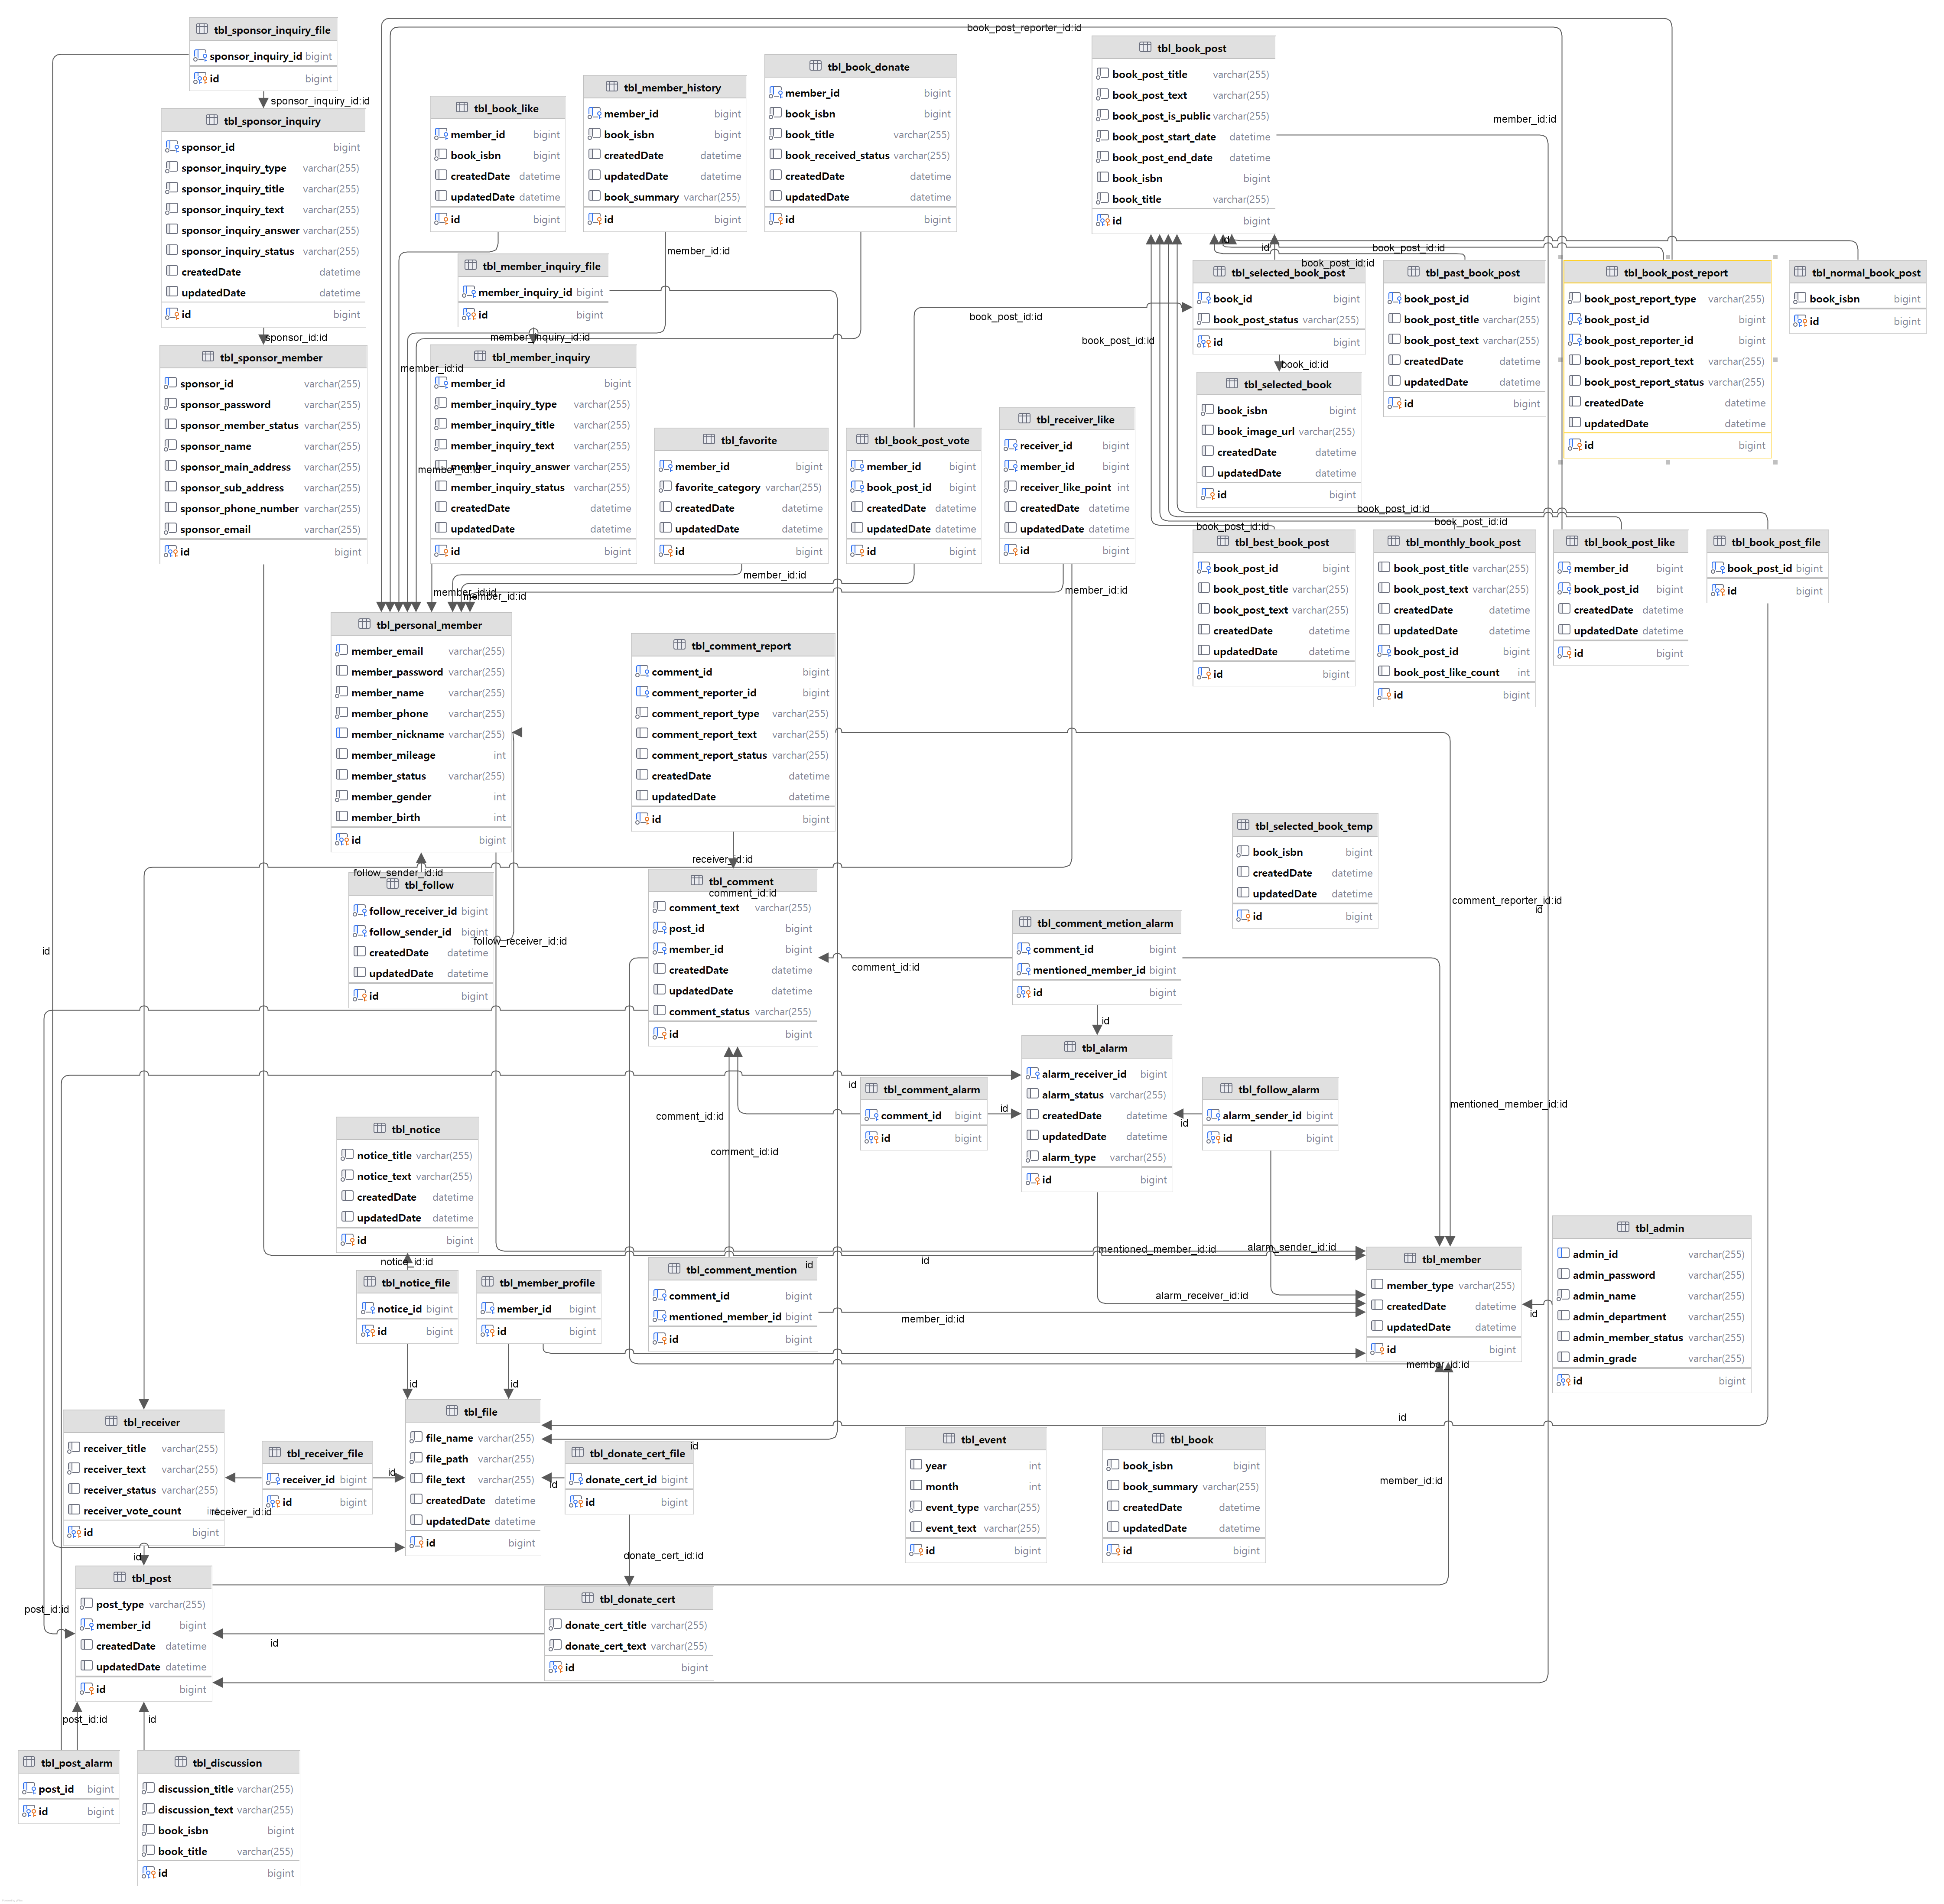 tbl_sponsor_inquiry_file
sponsor_inquiry_id bigint
id bigint
sponsor_inquiry_id:id
tbl_sponsor_inquiry
sponsor_id bigint
sponsor_inquiry_type varchar(255)
sponsor_inquiry_title varchar(255)
sponsor_inquiry_text varchar(255)
sponsor_inquiry_answer varchar(255)
sponsor_inquiry_status varchar(255)
createdDate datetime
updatedDate datetime
id bigint
sponsor_id:id
tbl_sponsor_member
sponsor_id varchar(255)
sponsor_password varchar(255)
sponsor_member_status varchar(255)
sponsor_name varchar(255)
sponsor_main_address varchar(255)
sponsor_sub_address varchar(255)
sponsor_phone_number varchar(255)
sponsor_email varchar(255)
id bigint
tbl_book_like
member_id bigint
book_isbn bigint
createdDate datetime
updatedDate datetime
id bigint
tbl_member_history
member_id bigint
book_isbn bigint
createdDate datetime
updatedDate datetime
book_summary varchar(255)
id bigint
member_id:id
tbl_book_donate
member_id bigint
book_isbn bigint
book_title varchar(255)
book_received_status varchar(255)
createdDate datetime
updatedDate datetime
id bigint
book_post_reporter_id:id
tbl_book_post
book_post_title varchar(255)
book_post_text varchar(255)
book_post_is_public varchar(255)
book_post_start_date datetime
book_post_end_date datetime
book_isbn bigint
book_title varchar(255)
id bigint
member_id:id
id
id
book_post_id:id
book_post_id:id
tbl_member_inquiry_file
member_inquiry_id bigint
id bigint
member_inquiry_id:id
tbl_member_inquiry
member_id bigint
member_inquiry_type varchar(255)
member_inquiry_title varchar(255)
member_inquiry_text varchar(255)
member_inquiry_answer varchar(255)
member_inquiry_status varchar(255)
createdDate datetime
updatedDate datetime
id bigint
member_id:id
member_id:id
tbl_favorite
member_id bigint
favorite_category varchar(255)
createdDate datetime
updatedDate datetime
id bigint
member_id:id
tbl_book_post_vote
member_id bigint
book_post_id bigint
createdDate datetime
updatedDate datetime
id bigint
book_post_id:id
tbl_receiver_like
receiver_id bigint
member_id bigint
receiver_like_point int
createdDate datetime
updatedDate datetime
id bigint
member_id:id
member_id:id
member_id:id
book_post_id:id
tbl_selected_book_post
book_id bigint
book_post_status varchar(255)
id bigint
book_id:id
tbl_selected_book
book_isbn bigint
book_image_url varchar(255)
createdDate datetime
updatedDate datetime
id bigint
tbl_past_book_post
book_post_id bigint
book_post_title varchar(255)
book_post_text varchar(255)
createdDate datetime
updatedDate datetime
id bigint
tbl_book_post_report
book_post_report_type varchar(255)
book_post_id bigint
book_post_reporter_id bigint
book_post_report_text varchar(255)
book_post_report_status varchar(255)
createdDate datetime
updatedDate datetime
id bigint
tbl_normal_book_post
book_isbn bigint
id bigint
book_post_id:id
book_post_id:id
book_post_id:id
tbl_best_book_post
book_post_id bigint
book_post_title varchar(255)
book_post_text varchar(255)
createdDate datetime
updatedDate datetime
id bigint
tbl_monthly_book_post
book_post_title varchar(255)
book_post_text varchar(255)
createdDate datetime
updatedDate datetime
book_post_id bigint
book_post_like_count int
id bigint
tbl_book_post_like
member_id bigint
book_post_id bigint
createdDate datetime
updatedDate datetime
id bigint
tbl_book_post_file
book_post_id bigint
id bigint
tbl_personal_member
member_email varchar(255)
member_password varchar(255)
member_name varchar(255)
member_phone varchar(255)
member_nickname varchar(255)
member_mileage int
member_status varchar(255)
member_gender int
member_birth int
id bigint
tbl_comment_report
comment_id bigint
comment_reporter_id bigint
comment_report_type varchar(255)
comment_report_text varchar(255)
comment_report_status varchar(255)
createdDate datetime
updatedDate datetime
id bigint
receiver_id:id
follow_sender_id:id
tbl_follow
follow_receiver_id bigint
follow_sender_id bigint
createdDate datetime
updatedDate datetime
id bigint
follow_receiver_id:id
id
tbl_comment
comment_id:id
comment_text varchar(255)
post_id bigint
member_id bigint
createdDate datetime
updatedDate datetime
comment_status varchar(255)
id bigint
comment_id:id
tbl_comment_metion_alarm
comment_id bigint
mentioned_member_id bigint
id bigint
id
tbl_selected_book_temp
book_isbn bigint
createdDate datetime
updatedDate datetime
id bigint
comment_reporter_id:id
id
tbl_alarm
alarm_receiver_id bigint
alarm_status varchar(255)
createdDate datetime
updatedDate datetime
alarm_type varchar(255)
id bigint
id
tbl_comment_alarm
comment_id bigint
id bigint
id
tbl_follow_alarm
alarm_sender_id bigint
id bigint
id
mentioned_member_id:id
comment_id:id
comment_id:id
tbl_notice
notice_title varchar(255)
notice_text varchar(255)
createdDate datetime
updatedDate datetime
id bigint
notice_id:id
tbl_notice_file
notice_id bigint
id bigint
id
tbl_member_profile
member_id bigint
id bigint
id
tbl_comment_mention
id
comment_id bigint
mentioned_member_id bigint
id bigint
id
mentioned_member_id:id
alarm_sender_id:id
alarm_receiver_id:id
member_id:id
tbl_member
member_type varchar(255)
createdDate datetime
updatedDate datetime
id bigint
member_id:id
id
tbl_admin
admin_id varchar(255)
admin_password varchar(255)
admin_name varchar(255)
admin_department varchar(255)
admin_member_status varchar(255)
admin_grade varchar(255)
id bigint
tbl_receiver
receiver_title varchar(255)
receiver_text varchar(255)
receiver_status varchar(255)
receiver_vote_count
id bigint
receiver_id:id
id
tbl_receiver_file
receiver_id bigint
id bigint
id
tbl_file
file_name varchar(255)
file_path varchar(255)
file_text varchar(255)
createdDate datetime
updatedDate datetime
id bigint
id
tbl_donate_cert_file
donate_cert_id bigint
id bigint
id
donate_cert_id:id
id
tbl_event
year int
month int
event_type varchar(255)
event_text varchar(255)
id bigint
tbl_book
book_isbn bigint
book_summary varchar(255)
createdDate datetime
updatedDate datetime
id bigint
member_id:id
tbl_post
post_type varchar(255)
member_id bigint
createdDate datetime
updatedDate datetime
id bigint
post_id:id
id
tbl_donate_cert
donate_cert_title varchar(255)
donate_cert_text varchar(255)
id bigint
post_id:id
id
tbl_post_alarm
post_id bigint
id bigint
tbl_discussion
discussion_title varchar(255)
discussion_text varchar(255)
book_isbn bigint
book_title varchar(255)
id bigint